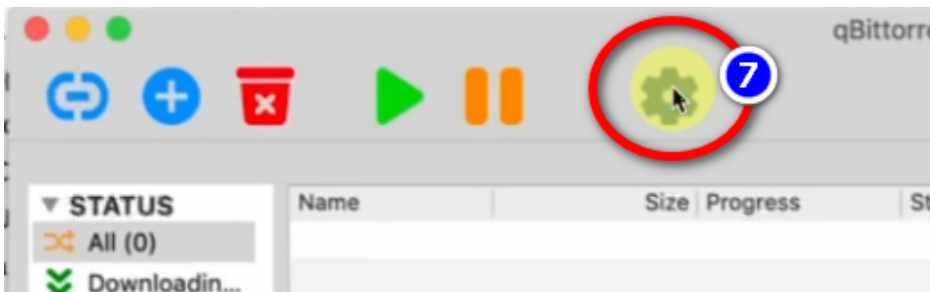 qBittorre
7
STATUS
All (0)
Downloadin...
Name Size Progress St